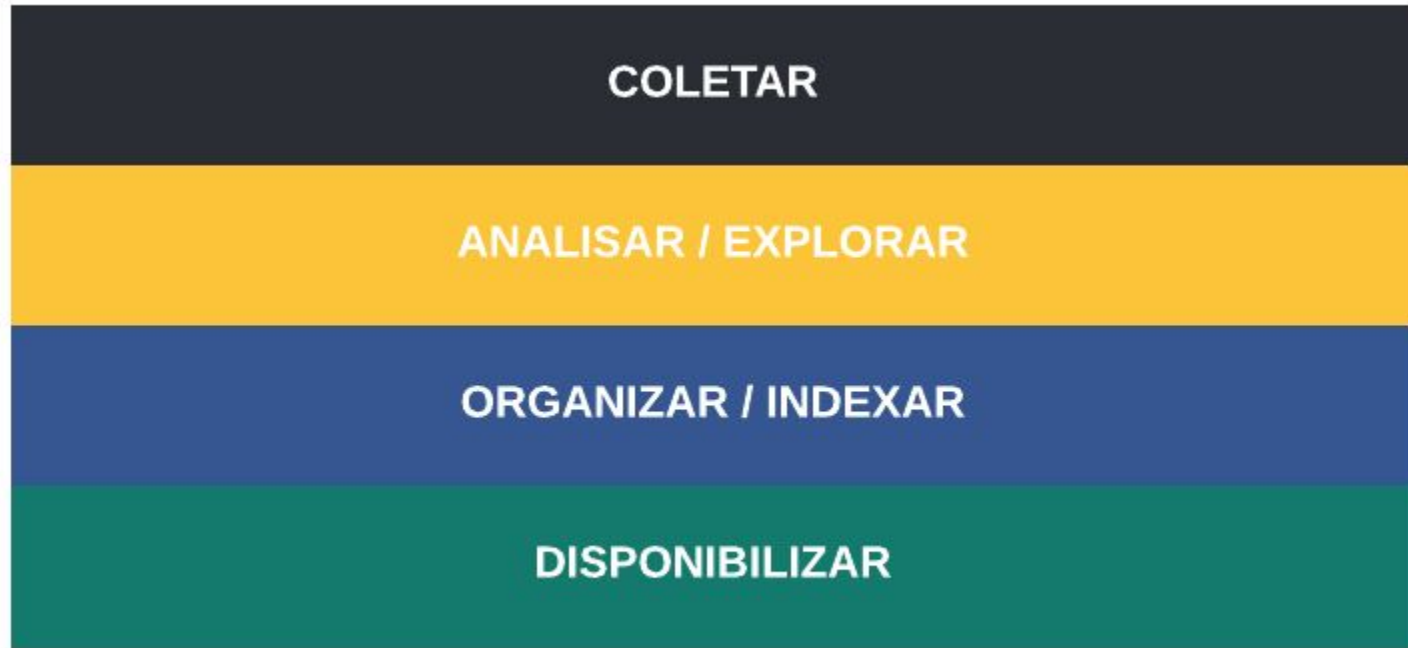 COLETAR
ANALISAR / EXPLORAR
ORGANIZAR / INDEXAR
DISPONIBILIZAR